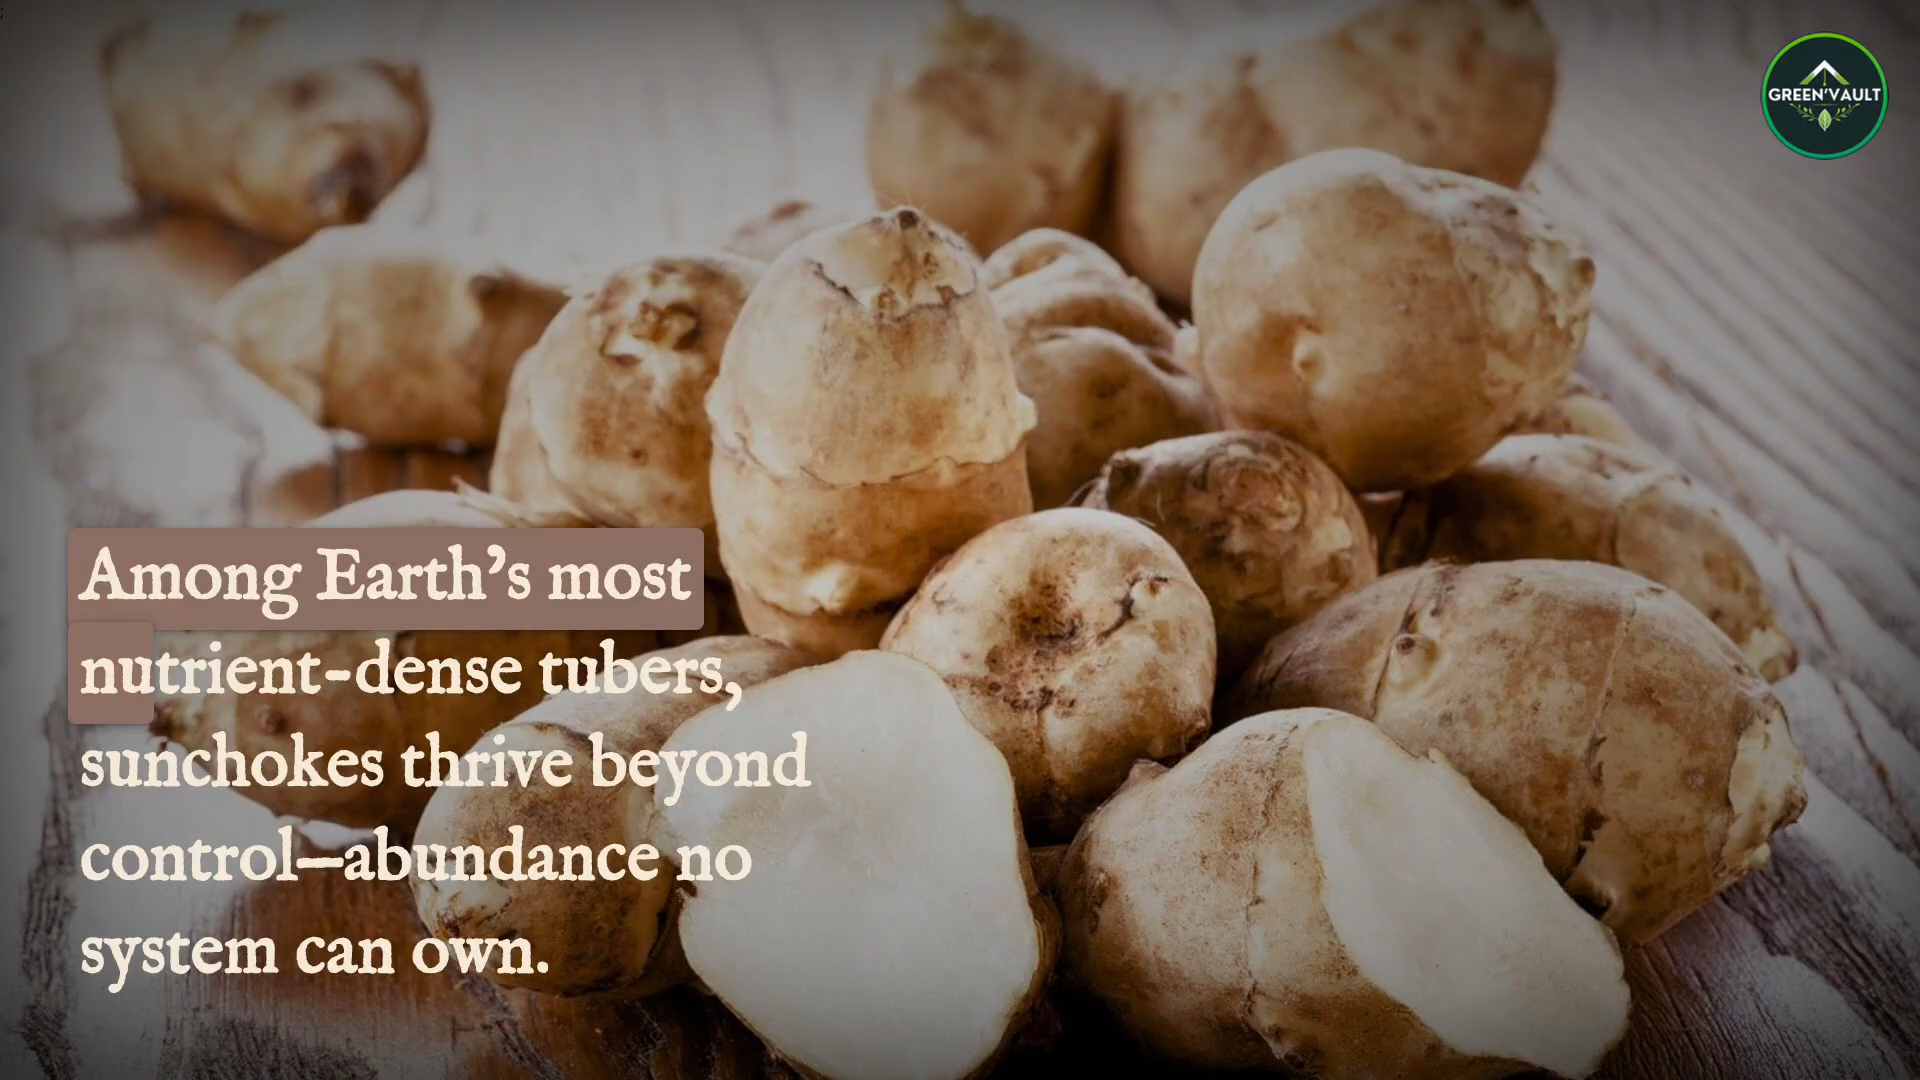 GREEN'VAULT
Among Earth’s most
nutrient-dense tubers,
sunchokes thrive beyond
control—abundance no
system can own.